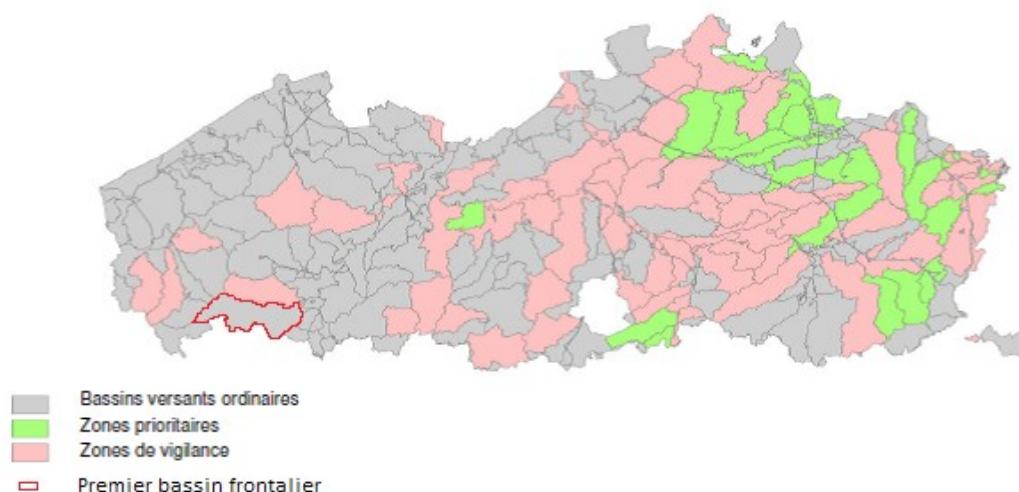 Bassins versants ordinaires
Zones prioritaires
Zones de vigilance
Premier bassin frontalier